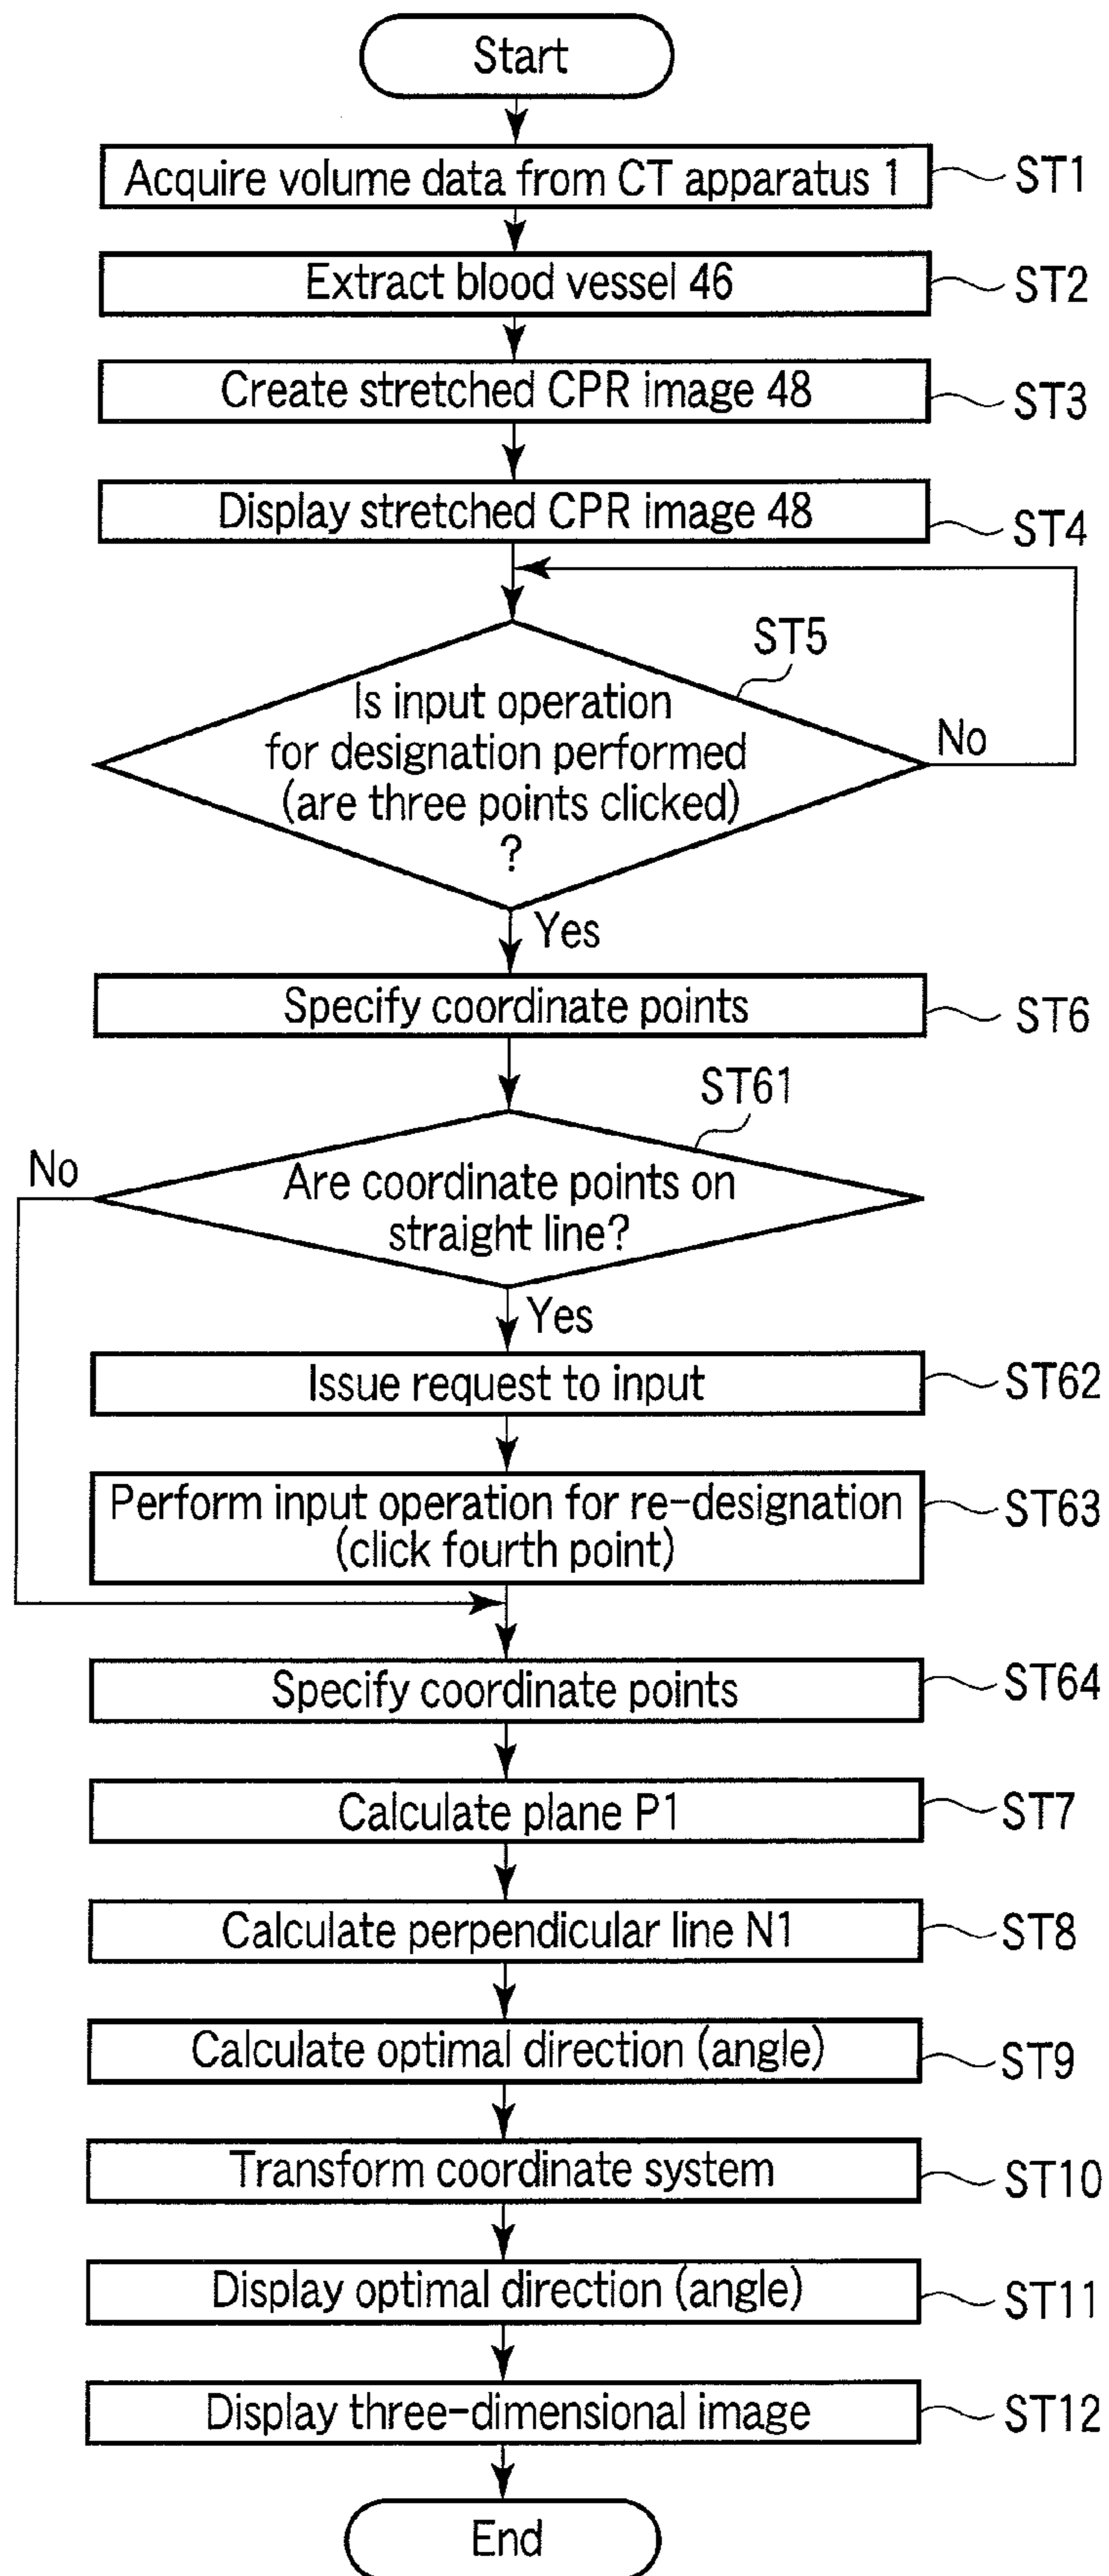 Start
Acquire volume data from CT apparatus 1
ST1
Extract blood vessel 46
ST2
Create stretched CPR image 48
ST3
Display stretched CPR image 48
ST4
ST5
Is input operation
for designation performed
(are three points clicked)
?
No
Yes
Specify coordinate points
ST6
ST61
No
Are coordinate points on
straight line?
Yes
Issue request to input
ST62
Perform input operation for re-designation
(click fourth point)
ST63
Specify coordinate points
ST64
Calculate plane P1
ST7
Calculate perpendicular line N1
ST8
Calculate optimal direction (angle)
ST9
Transform coordinate system
ST10
Display optimal direction (angle)
ST11
Display three-dimensional image
ST12
End